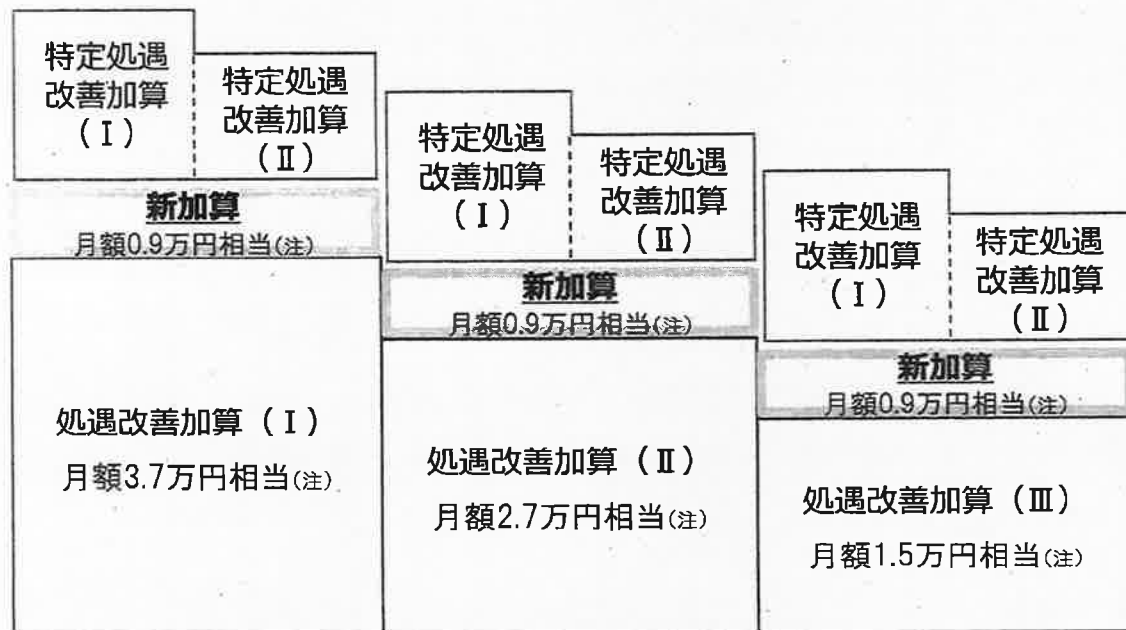 特定処遇
改善加算
(Ⅰ)
特定処遇
改善加算
(Ⅱ)
新加算
月額0.9万円相当(注)
処遇改善加算(Ⅰ)
月額3.7万円相当(注)
特定処遇
改善加算
(Ⅰ)
特定処遇
改善加算
(Ⅱ)
新加算
月額0.9万円相当(注)
処遇改善加算(Ⅱ)
月額2.7万円相当(注)
特定処遇
改善加算
(Ⅰ)
特定処遇
改善加算
(Ⅱ)
新加算
月額0.9万円相当(注)
処遇改善加算(Ⅲ)
月額1.5万円相当(注)